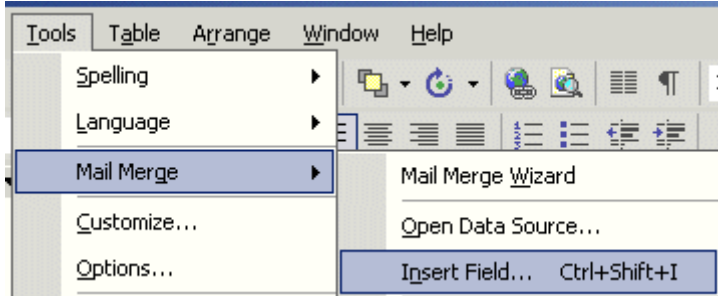 Tools Table Arrange Window Help
Spelling
Language
Mail Merge
Mail Merge Wizard
Customize...
Open Data Source...
Options...
Insert Field... Ctrl+Shift+I